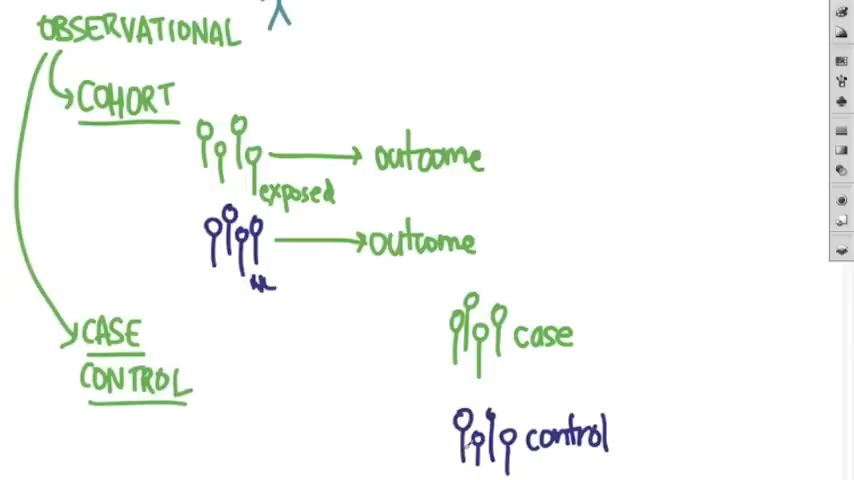 OBSERVATIONAL
COHORT
outcome
exposed
outcome
CASE
CONTROL
case
control